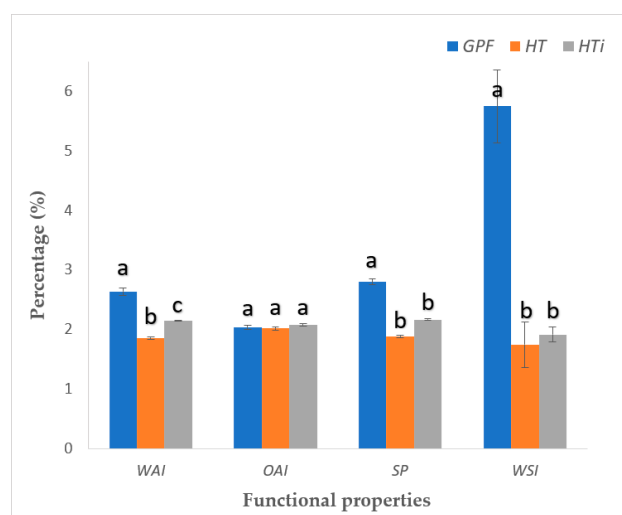 GPF HT HTi
6
5
4
3
2
1
0
Percentage (%)
a b c
a a a
a b b
a b b
WAI OAI SP WSI
Functional properties